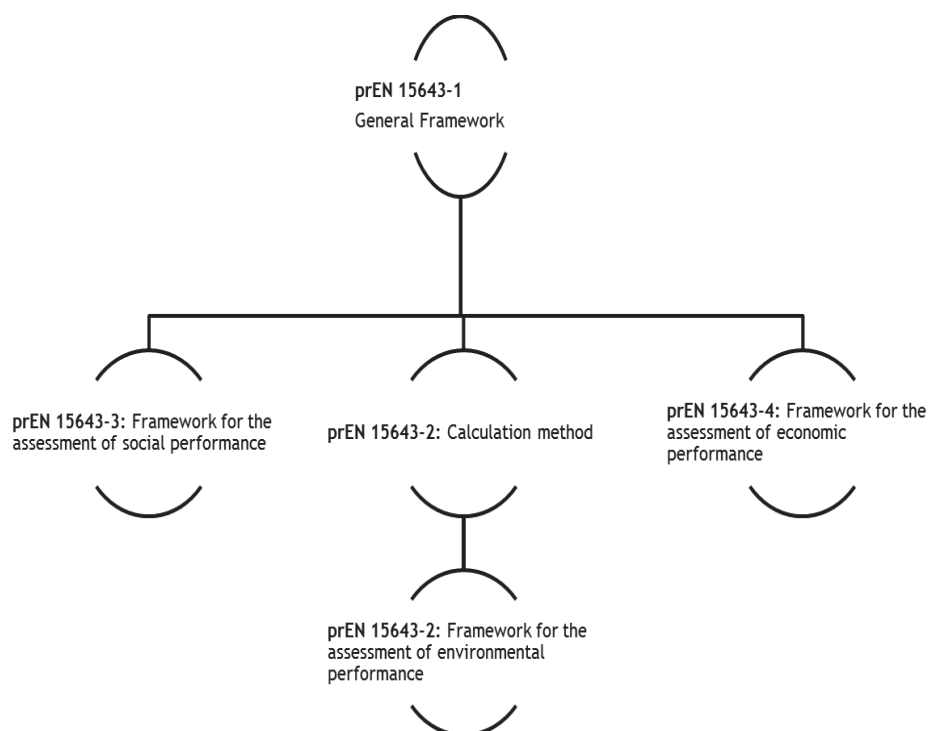 prEN 15643-1
General Framework
prEN 15643-3: Framework for the
assessment of social performance
prEN 15643-2: Calculation method
prEN 15643-4: Framework for the
assessment of economic
performance
prEN 15643-2: Framework for the
assessment of environmental
performance